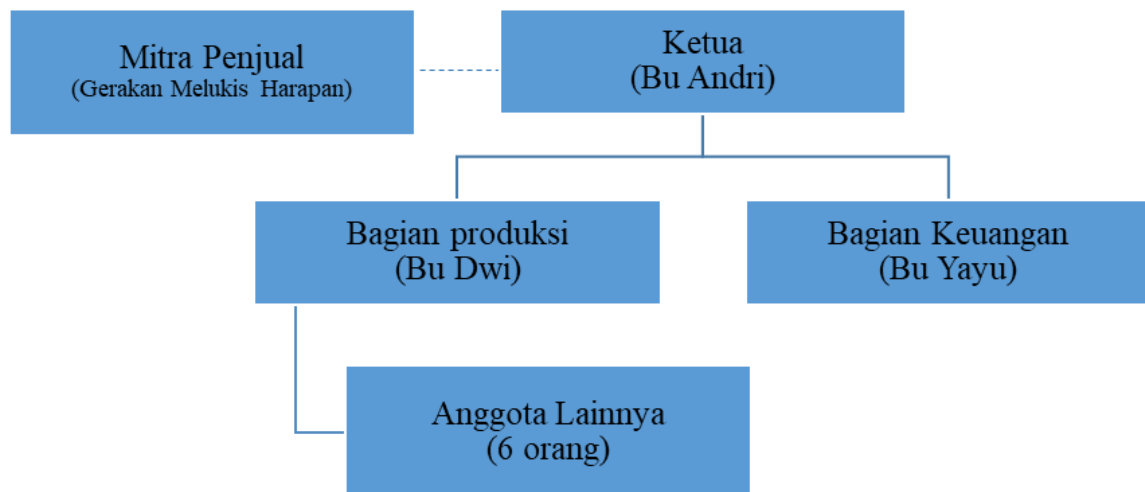 Mitra Penjual
(Gerakan Melukis Harapan)
Ketua
(Bu Andri)
Bagian produksi
(Bu Dwi)
Bagian Keuangan
(Bu Yayu)
Anggota Lainnya
(6 orang)